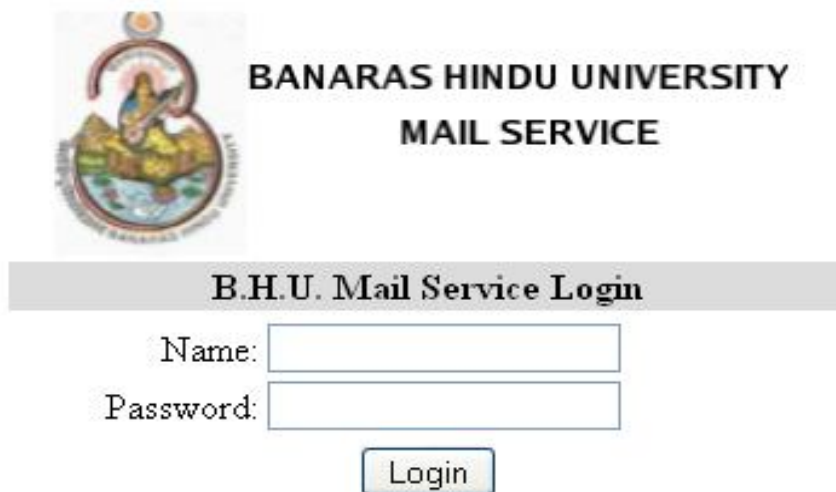 BANARAS HINDU UNIVERSITY
MAIL SERVICE
B.H.U. Mail Service Login
Name:
Password:
Login